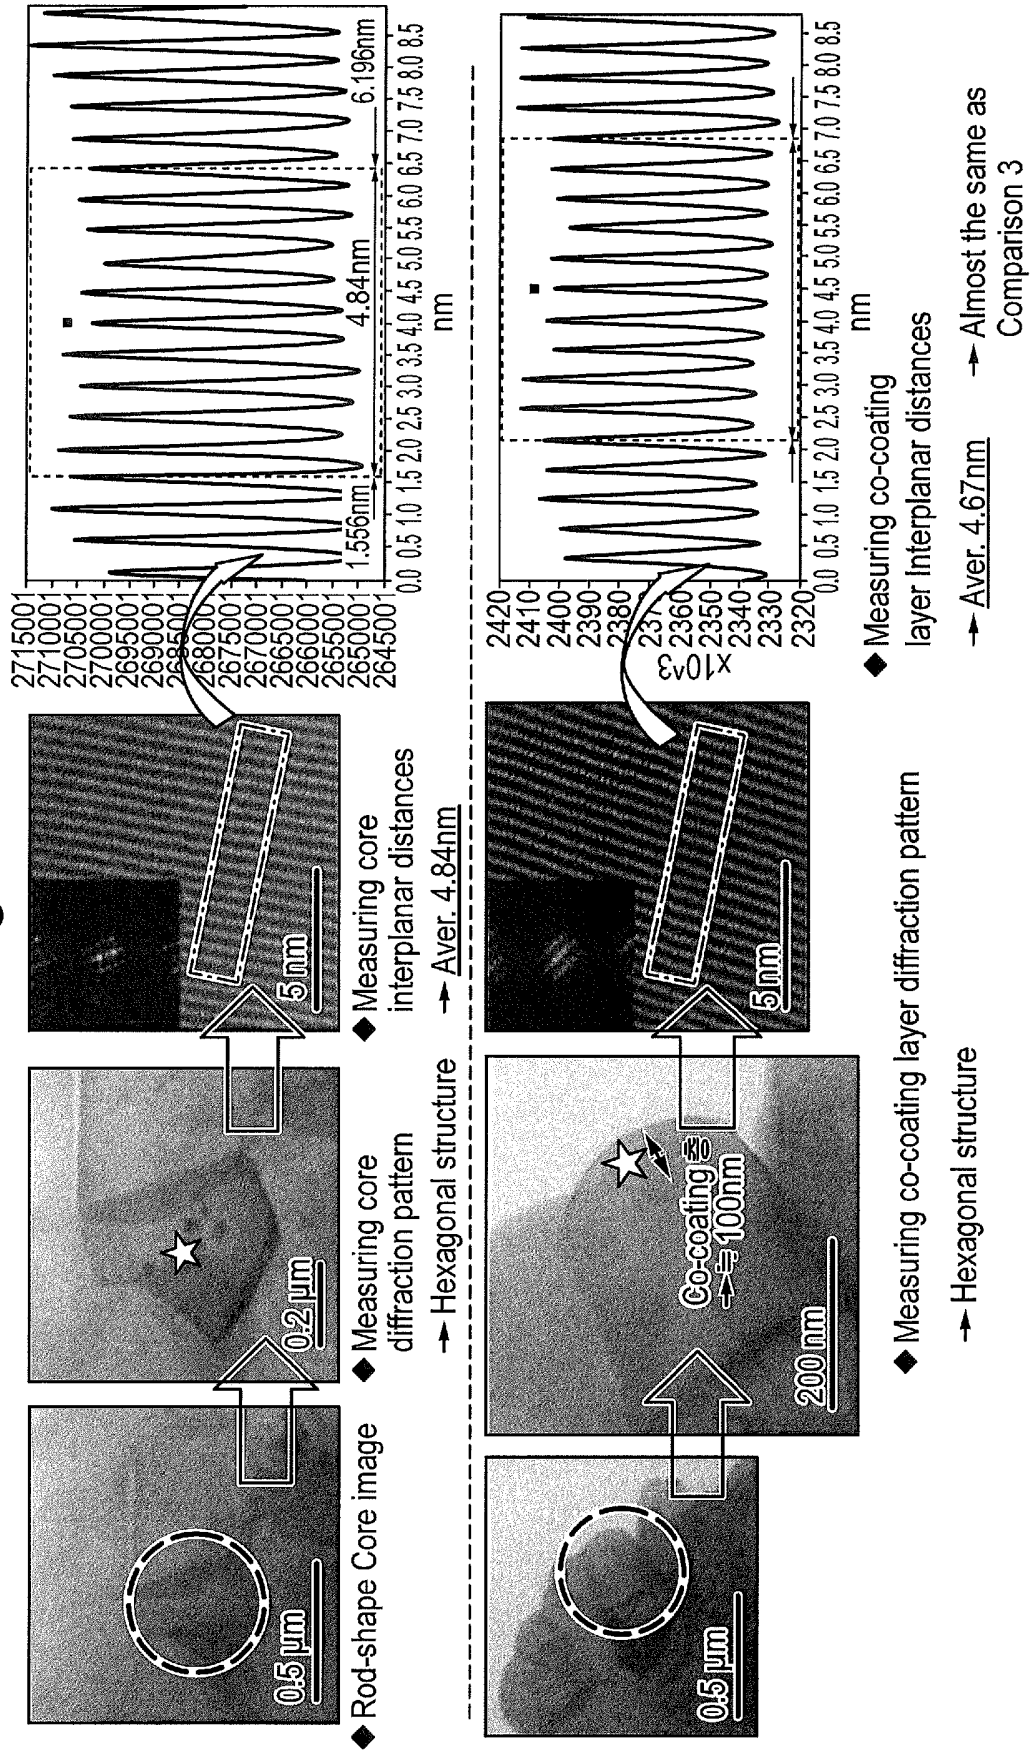 0.5 µm
0.2 µm
5 nm
2715001
2710001
2705001
2700001
2695001
2690001
2675001
2670001
2665001
2660001
2655001
2650001
2645001
1.556nm
4.84nm
6.196nm
0.0 0.5 1.0 1.5 2.0 2.5 3.0 3.5 4.0 4.5 5.0 5.5 6.0 6.5 7.0 7.5 8.0 8.5
nm
◆ Rod-shape Core image
◆ Measuring core
diffraction pattern
→ Hexagonal structure
◆ Measuring core
interplanar distances
→ Aver. 4.84nm
0.5 µm
Co-coating 층
→ ≒ 100nm
200 nm
5 nm
x10^3
2420
2410
2400
2390
2380
2360
2350
2340
2330
2320
0.0 0.5 1.0 1.5 2.0 2.5 3.0 3.5 4.0 4.5 5.0 5.5 6.0 6.5 7.0 7.5 8.0 8.5
nm
◆ Measuring co-coating layer diffraction pattern
→ Hexagonal structure
◆ Measuring co-coating
layer Interplanar distances
→ Aver. 4.67nm
→ Almost the same as
Comparison 3